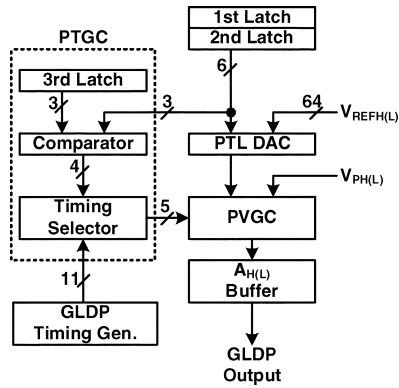 1st Latch
2nd Latch
PTGC
6
3rd Latch
3
3
64
V_REFH(L)
Comparator
PTL DAC
4
V_PH(L)
Timing
Selector
5
PVGC
11
A_H(L)
Buffer
GLDP
Timing Gen.
GLDP
Output